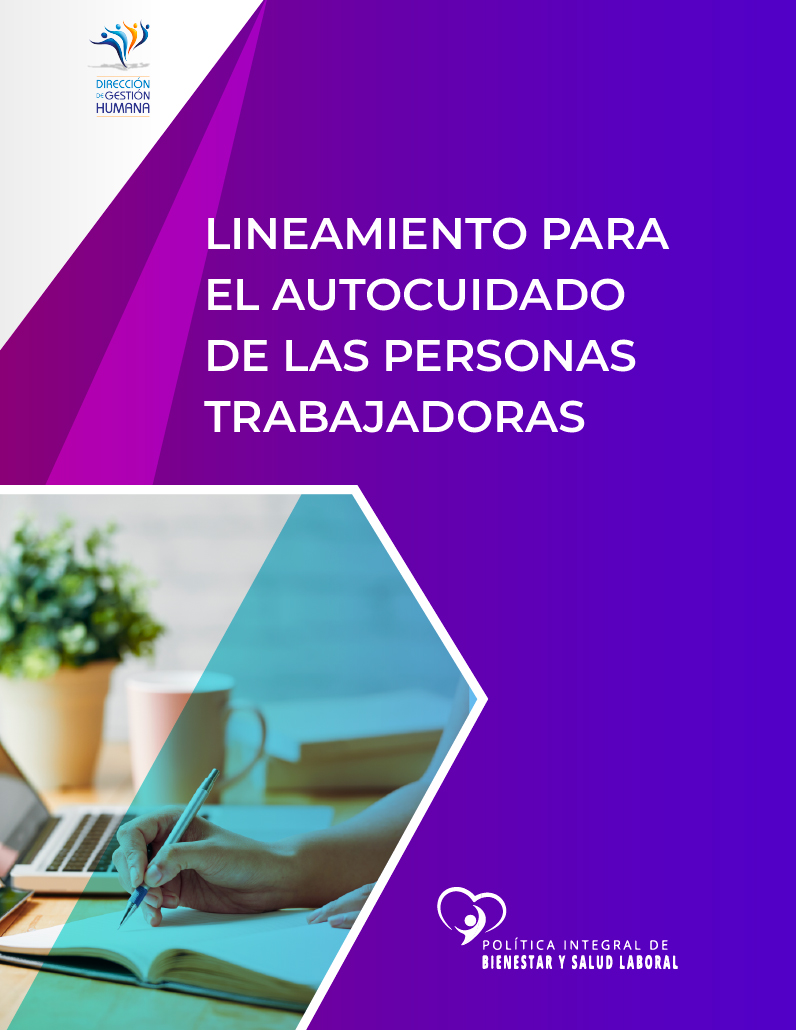 DIRECCIÓN
DE GESTIÓN
HUMANA
LINEAMIENTO PARA
EL AUTOCUIDADO
DE LAS PERSONAS
TRABAJADORAS
POLÍTICA INTEGRAL DE
BIENESTAR Y SALUD LABORAL